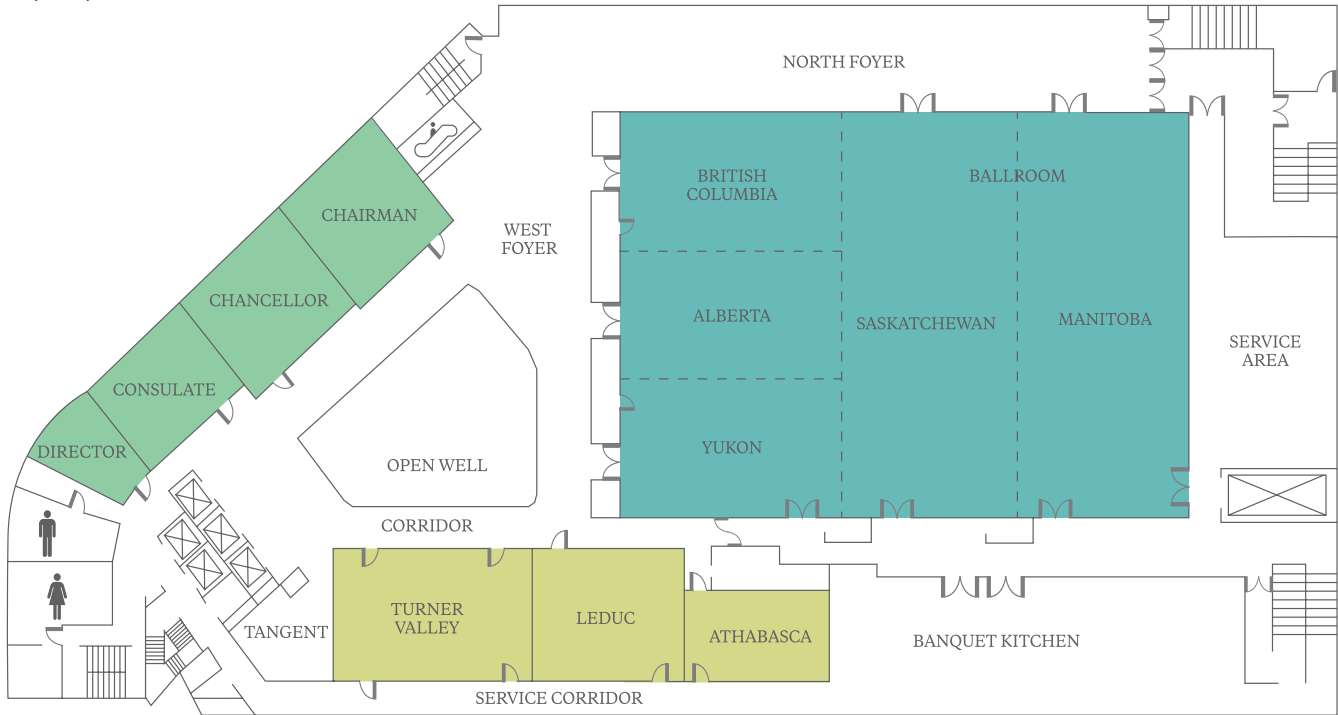 NORTH FOYER
BRITISH
COLUMBIA
BALLROOM
CHAIRMAN
WEST
FOYER
CHANCELLOR
ALBERTA
SASKATCHEWAN
MANITOBA
SERVICE
AREA
CONSULATE
DIRECTOR
YUKON
OPEN WELL
CORRIDOR
TURNER
VALLEY
LEDUC
TANGENT
ATHABASCA
BANQUET KITCHEN
SERVICE CORRIDOR